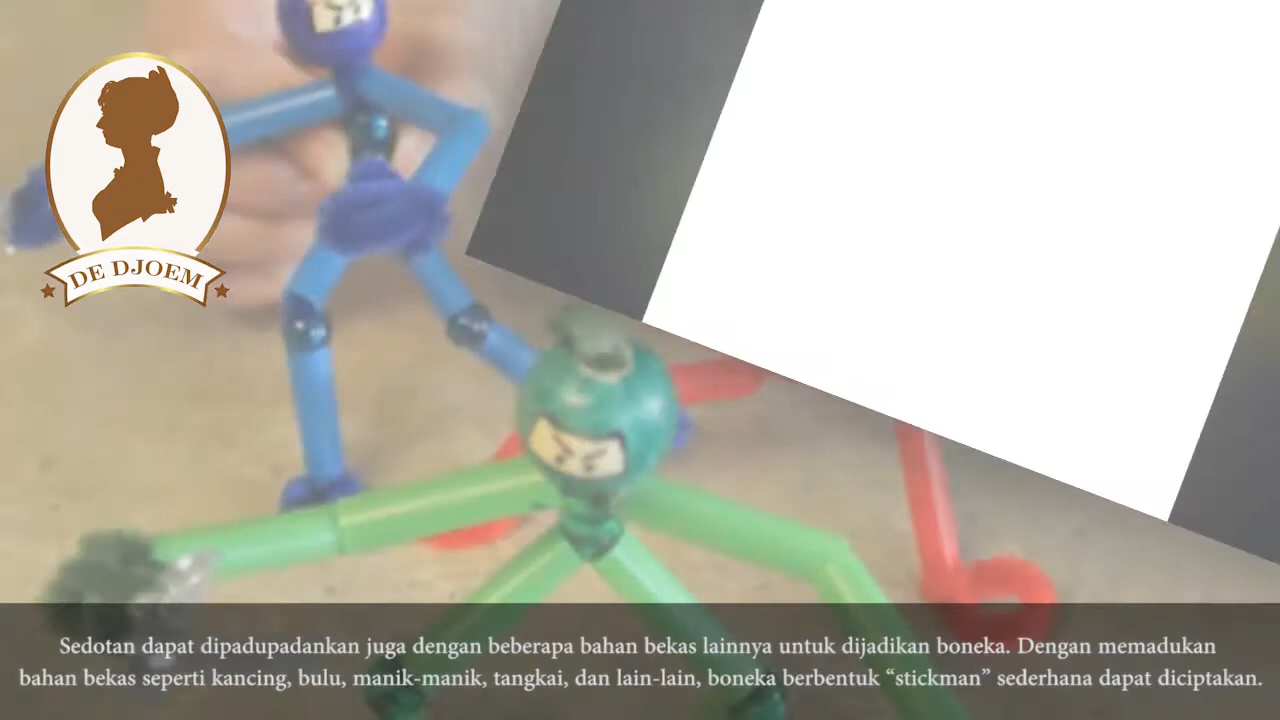 DE DJOEM
Sedotan dapat dipadupadankan juga dengan beberapa bahan bekas lainnya untuk dijadikan boneka. Dengan memadukan
bahan bekas seperti kancing, bulu, manik-manik, tangkai, dan lain-lain, boneka berbentuk “stickman” sederhana dapat diciptakan.